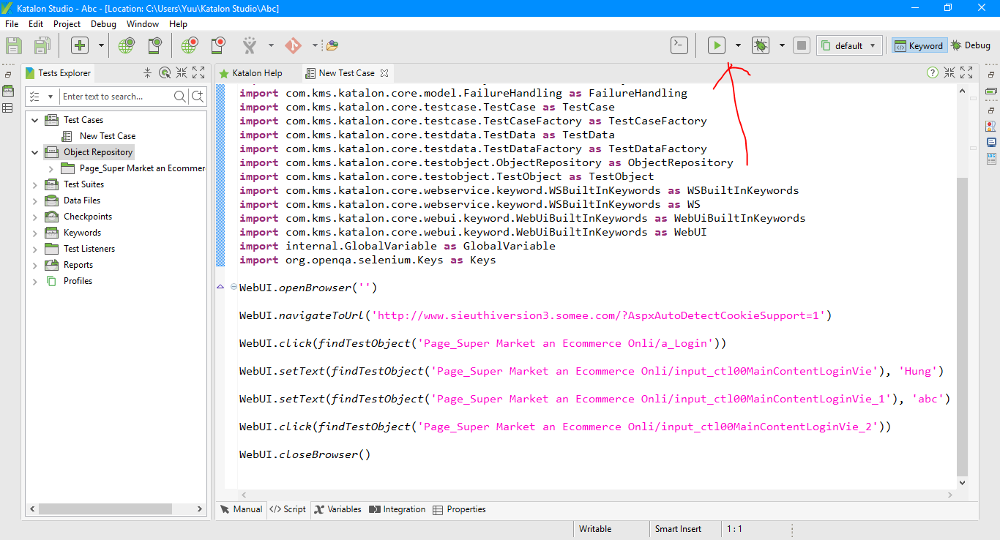 Katalon Studio - Abc - [Location: C:\Users\Yuu\Katalon Studio\Abc]
File Edit Project Debug Window Help
default
Keyword
Debug
Tests Explorer
Enter text to search...
Test Cases
New Test Case
Object Repository
Page_Super Market an Ecommer
Test Suites
Data Files
Checkpoints
Keywords
Test Listeners
Reports
Profiles
Katalon Help
New Test Case
import com.kms.katalon.core.model.FailureHandling as FailureHandling
import com.kms.katalon.core.testcase.TestCase as TestCase
import com.kms.katalon.core.testcase.TestCaseFactory as TestCaseFactory
import com.kms.katalon.core.testdata.TestData as TestData
import com.kms.katalon.core.testdata.TestDataFactory as TestDataFactory
import com.kms.katalon.core.testobject.ObjectRepository as ObjectRepository
import com.kms.katalon.core.testobject.TestObject as TestObject
import com.kms.katalon.core.webservice.keyword.WSBuiltInKeywords as WSBuiltInKeywords
import com.kms.katalon.core.webservice.keyword.WSBuiltInKeywords as WS
import com.kms.katalon.core.webui.keyword.WebUiBuiltInKeywords as WebUiBuiltInKeywords
import com.kms.katalon.core.webui.keyword.WebUiBuiltInKeywords as WebUI
import internal.GlobalVariable as GlobalVariable
import org.openqa.selenium.Keys as Keys
WebUI.openBrowser('')
WebUI.navigateToUrl('http://www.sieuthiversion3.somee.com/?AspxAutoDetectCookieSupport=1')
WebUI.click(findTestObject('Page_Super Market an Ecommerce Onli/a_Login'))
WebUI.setText(findTestObject('Page_Super Market an Ecommerce Onli/input_ctl00MainContentLoginVie'), 'Hung')
WebUI.setText(findTestObject('Page_Super Market an Ecommerce Onli/input_ctl00MainContentLoginVie_1'), 'abc')
WebUI.click(findTestObject('Page_Super Market an Ecommerce Onli/input_ctl00MainContentLoginVie_2'))
WebUI.closeBrowser()
Manual
Script
Variables
Integration
Properties
Writable
Smart Insert
1 : 1